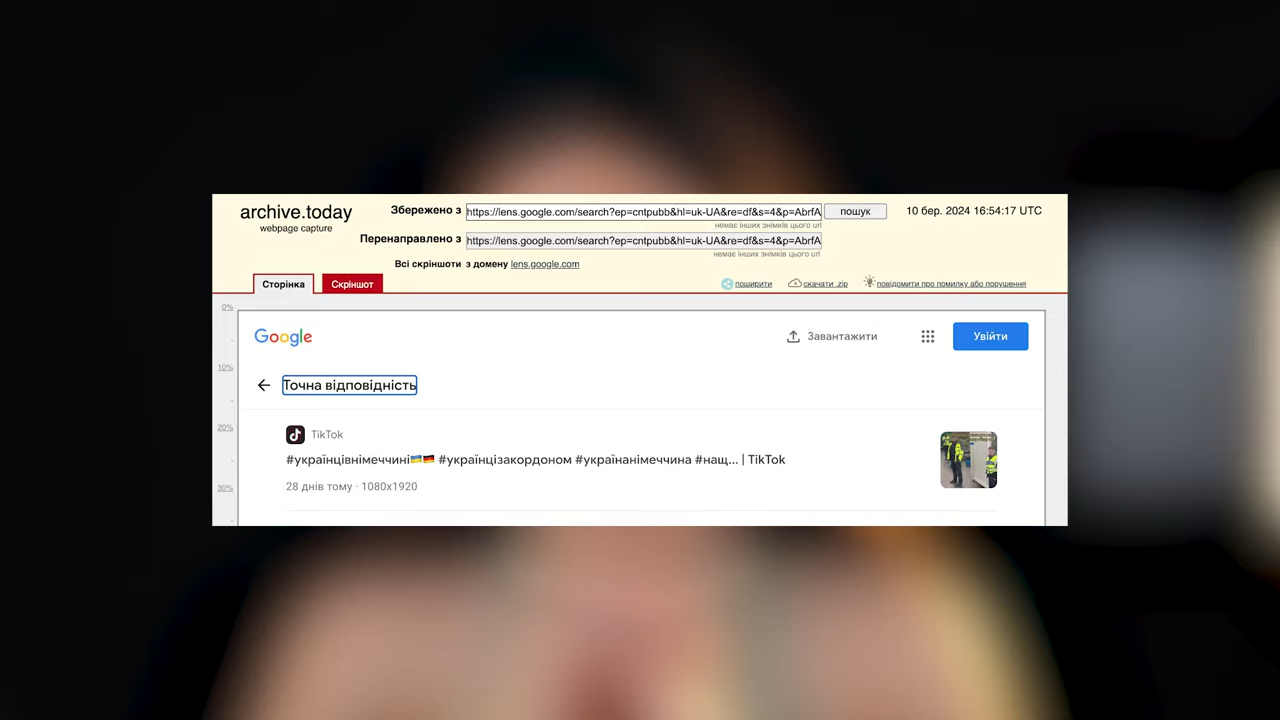 archive.today
webpage capture
Збережено з https://lens.google.com/search?ep=cntpubb&hl=uk-UA&re=df&s=4&p=AbrfA пошук 10 бер. 2024 16:54:17 UTC
немає інших знімків цього url
Перенаправлено з https://lens.google.com/search?ep=cntpubb&hl=uk-UA&re=df&s=4&p=AbrfA
немає інших знімків цього url
Всі скріншоти з домену lens.google.com
Сторінка Скріншот поширити скачати .zip повідомити про помилку або порушення
0%
Google Завантажити Увійти
10%
Точна відповідність
20%
TikTok
#українцівнімеччині🇺🇦🇩🇪 #українцізакордоном #українанімеччина #нащ... | TikTok
28 днів тому · 1080x1920
30%